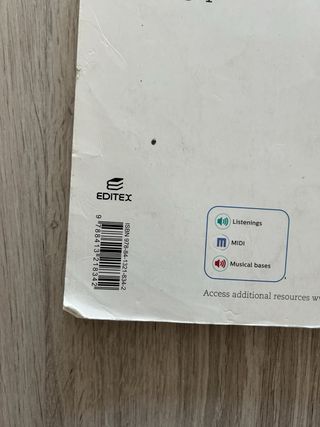 EDITEX
ISBN 978-84-1321-834-2
9 788413 218342
Listenings
MIDI
Musical bases
Access additional resources